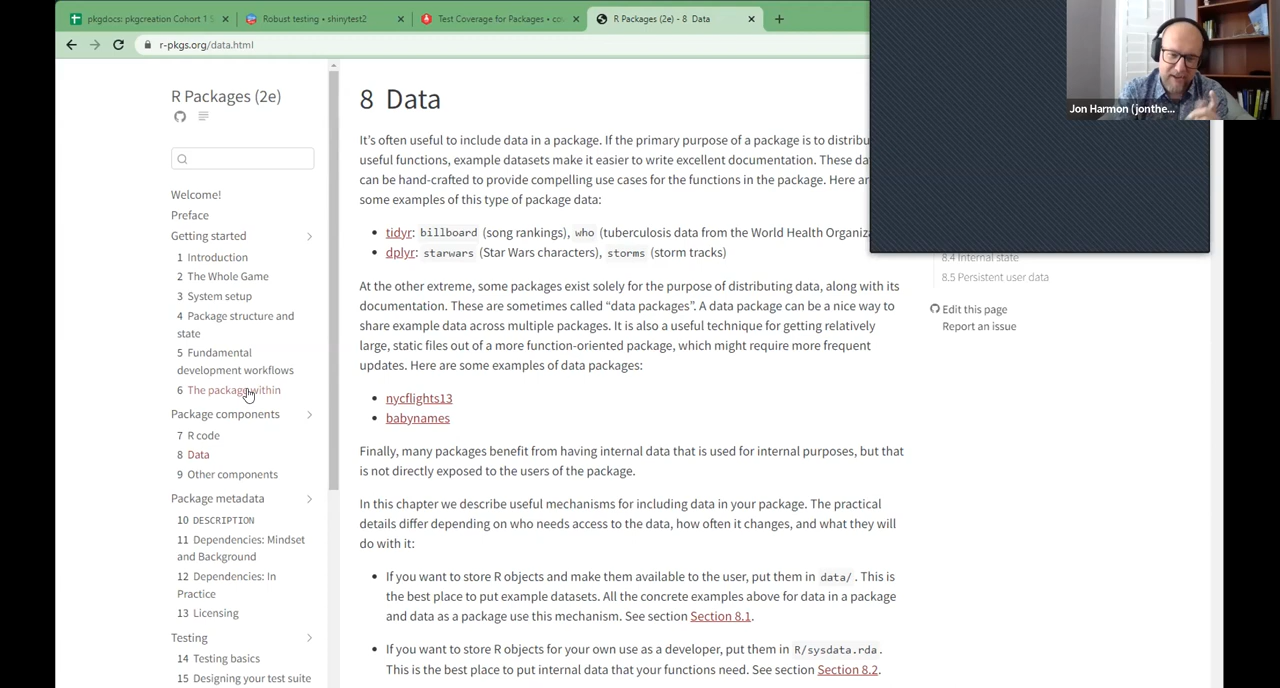 pkgdocs: pkgcreation Cohort 1 S
Robust testing • shinytest2
Test Coverage for Packages • co
R Packages (2e) - 8 Data
r-pkgs.org/data.html
Jon Harmon (jonthe...
R Packages (2e)
Welcome!
Preface
Getting started
1 Introduction
2 The Whole Game
3 System setup
4 Package structure and
state
5 Fundamental
development workflows
6 The package within
Package components
7 R code
8 Data
9 Other components
Package metadata
10 DESCRIPTION
11 Dependencies: Mindset
and Background
12 Dependencies: In
Practice
13 Licensing
Testing
14 Testing basics
15 Designing your test suite
8 Data
It's often useful to include data in a package. If the primary purpose of a package is to distribu
useful functions, example datasets make it easier to write excellent documentation. These da
can be hand-crafted to provide compelling use cases for the functions in the package. Here ar
some examples of this type of package data:
• tidyr: billboard (song rankings), who (tuberculosis data from the World Health Organiza
• dplyr: starwars (Star Wars characters), storms (storm tracks)
At the other extreme, some packages exist solely for the purpose of distributing data, along with its
documentation. These are sometimes called “data packages”. A data package can be a nice way to
share example data across multiple packages. It is also a useful technique for getting relatively
large, static files out of a more function-oriented package, which might require more frequent
updates. Here are some examples of data packages:
• nycflights13
• babynames
Finally, many packages benefit from having internal data that is used for internal purposes, but that
is not directly exposed to the users of the package.
In this chapter we describe useful mechanisms for including data in your package. The practical
details differ depending on who needs access to the data, how often it changes, and what they will
do with it:
• If you want to store R objects and make them available to the user, put them in data/. This is
the best place to put example datasets. All the concrete examples above for data in a package
and data as a package use this mechanism. See section Section 8.1.
• If you want to store R objects for your own use as a developer, put them in R/sysdata.rda.
This is the best place to put internal data that your functions need. See section Section 8.2.
8.4 Internal state
8.5 Persistent user data
Edit this page
Report an issue